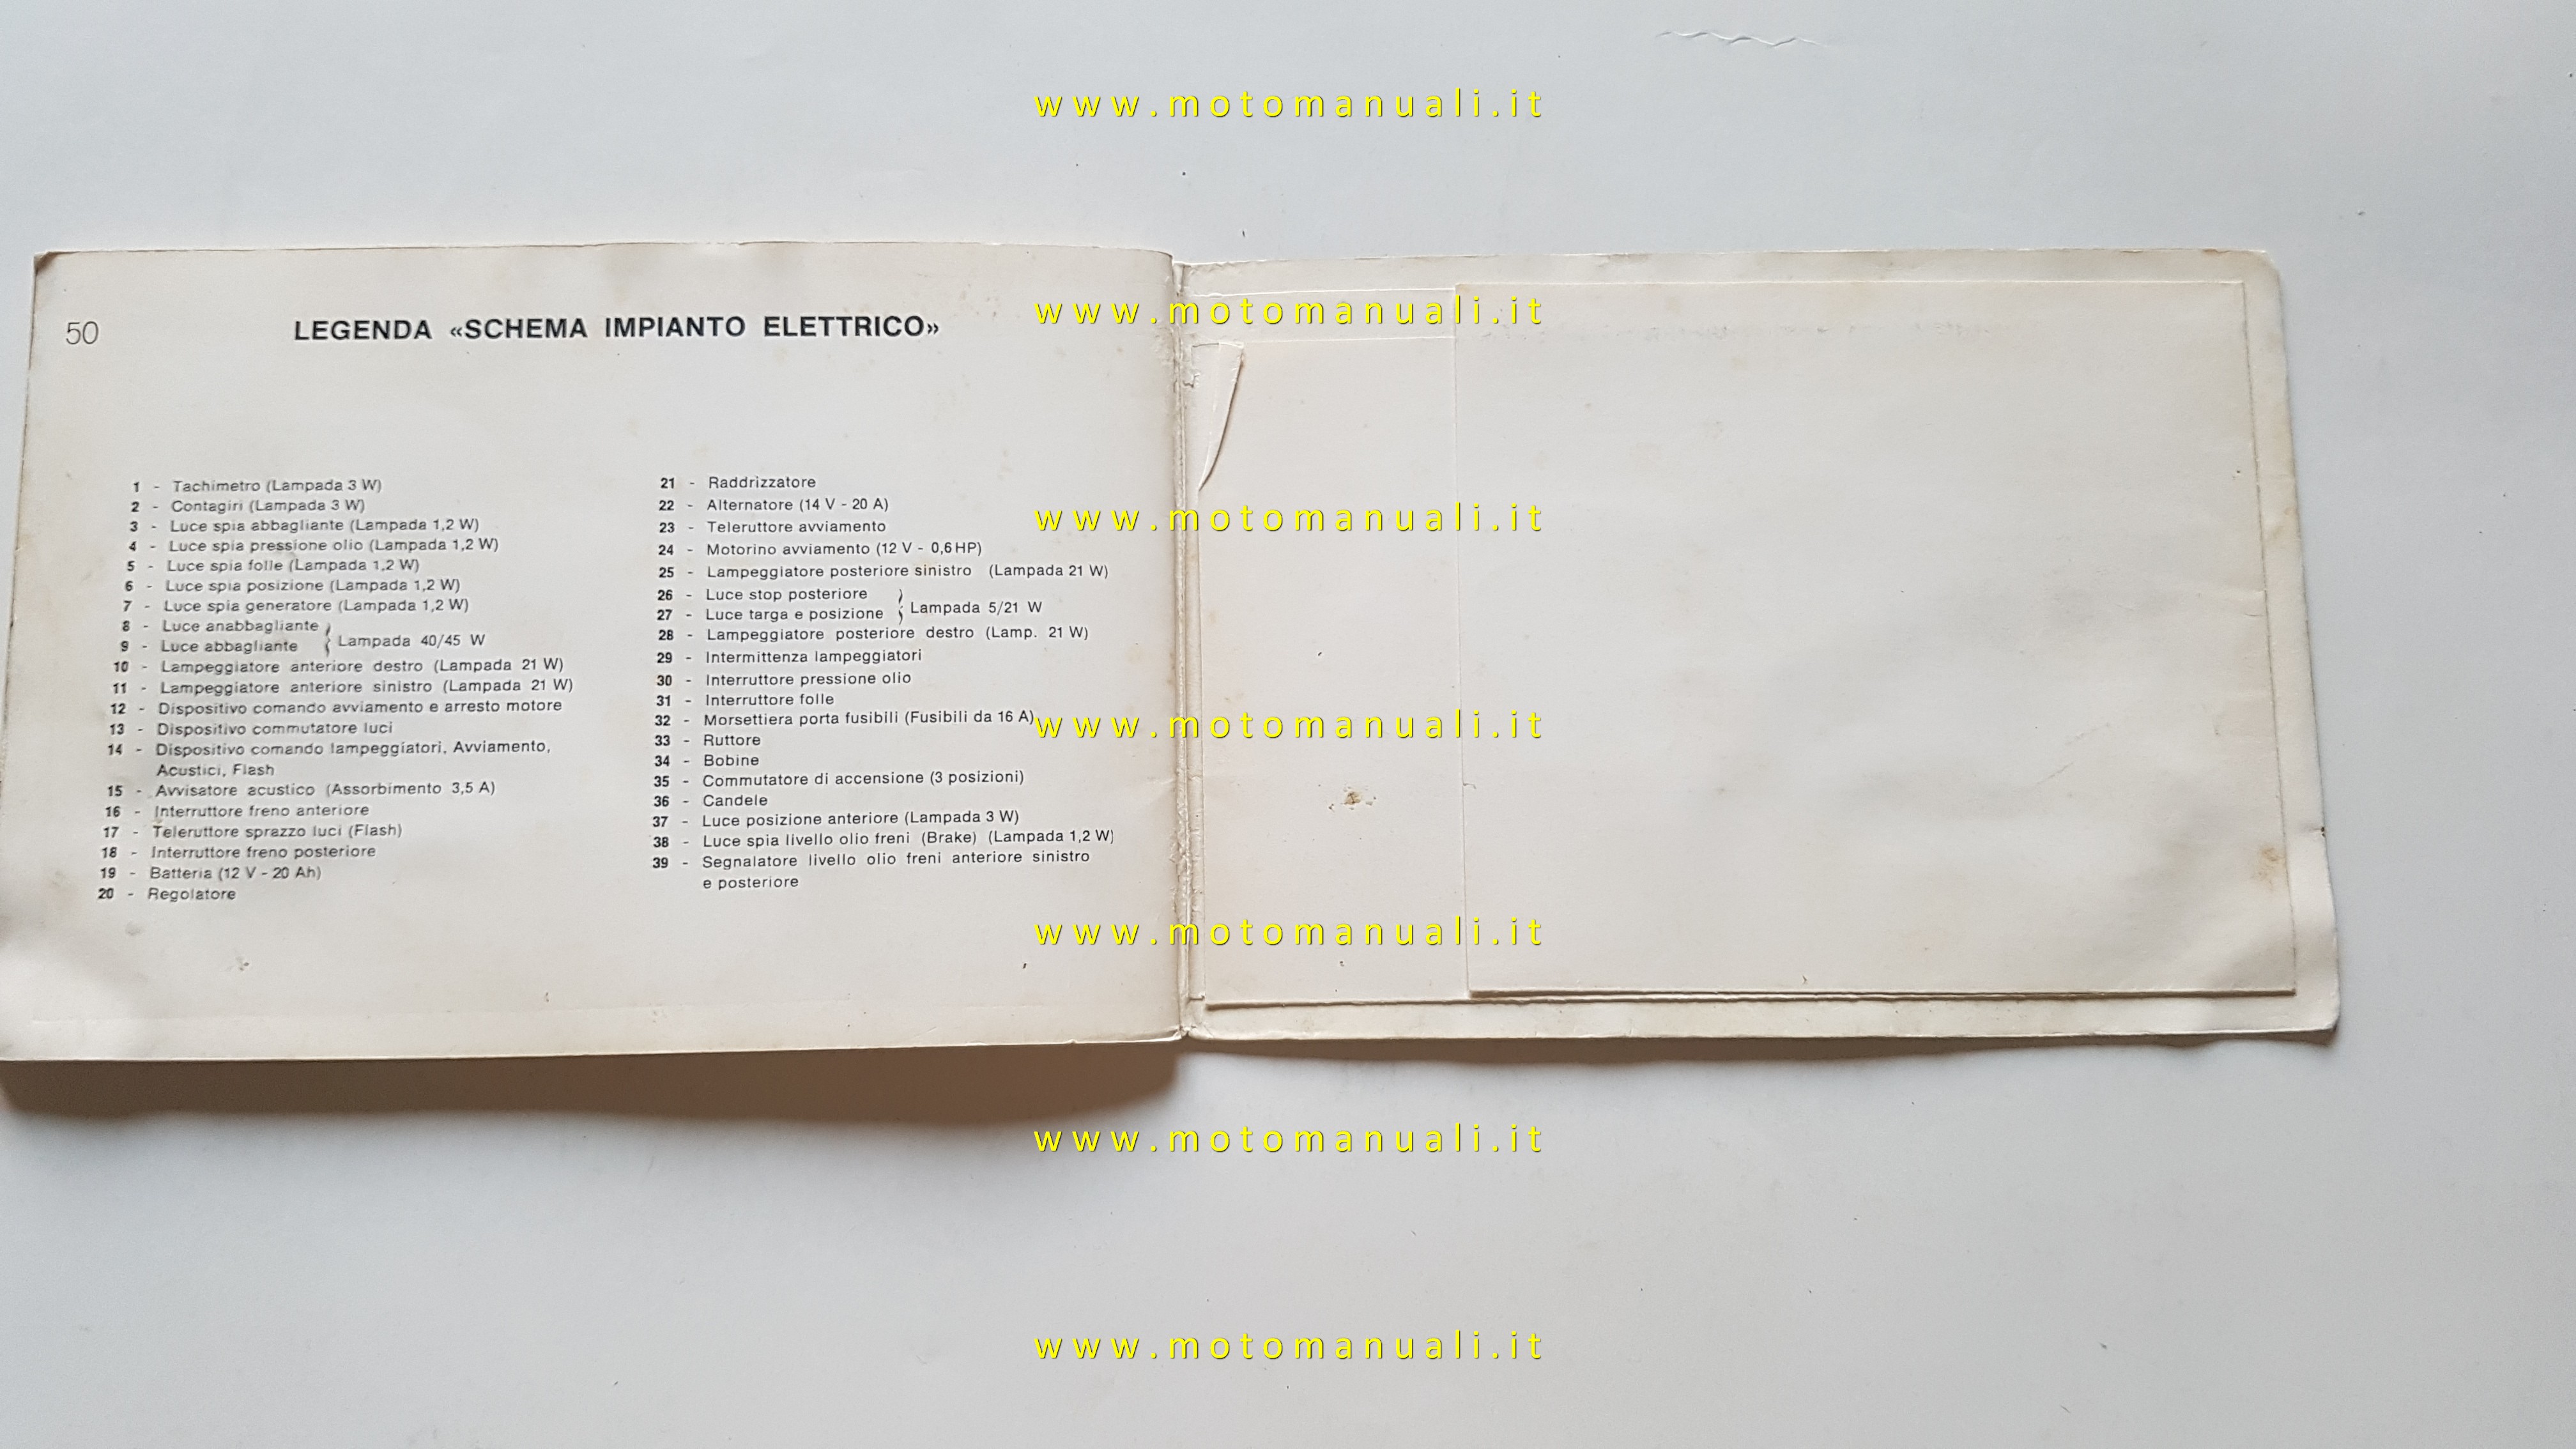 www.motomanuali.it
50
LEGENDA «SCHEMA IMPIANTO ELETTRICO»
1 - Tachimetro (Lampada 3 W)
2 - Contagiri (Lampada 3 W)
3 - Luce spia abbagliante (Lampada 1,2 W)
4 - Luce spia pressione olio (Lampada 1,2 W)
5 - Luce spia folle (Lampada 1,2 W)
6 - Luce spia posizione (Lampada 1,2 W)
7 - Luce spia generatore (Lampada 1,2 W)
8 - Luce anabbagliante
9 - Luce abbagliante
Lampada 40/45 W
10 - Lampeggiatore anteriore destro (Lampada 21 W)
11 - Lampeggiatore anteriore sinistro (Lampada 21 W)
12 - Dispositivo comando avviamento e arresto motore
13 - Dispositivo commutatore luci
14 - Dispositivo comando lampeggiatori, Avviamento,
Acustici, Flash
15 - Avvisatore acustico (Assorbimento 3,5 A)
16 - Interruttore freno anteriore
17 - Teleruttore sprazzo luci (Flash)
18 - Interruttore freno posteriore
19 - Batteria (12 V - 20 Ah)
20 - Regolatore
21 - Raddrizzatore
22 - Alternatore (14 V - 20 A)
23 - Teleruttore avviamento
24 - Motorino avviamento (12 V - 0,6 HP)
25 - Lampeggiatore posteriore sinistro (Lampada 21 W)
26 - Luce stop posteriore
27 - Luce targa e posizione
Lampada 5/21 W
28 - Lampeggiatore posteriore destro (Lamp. 21 W)
29 - Intermittenza lampeggiatori
30 - Interruttore pressione olio
31 - Interruttore folle
32 - Morsettiera porta fusibili (Fusibili da 16 A)
33 - Ruttore
34 - Bobine
35 - Commutatore di accensione (3 posizioni)
36 - Candele
37 - Luce posizione anteriore (Lampada 3 W)
38 - Luce spia livello olio freni (Brake) (Lampada 1,2 W)
39 - Segnalatore livello olio freni anteriore sinistro
e posteriore
www.motomanuali.it
www.motomanuali.it
www.motomanuali.it
www.motomanuali.it
www.motomanuali.it
www.motomanuali.it